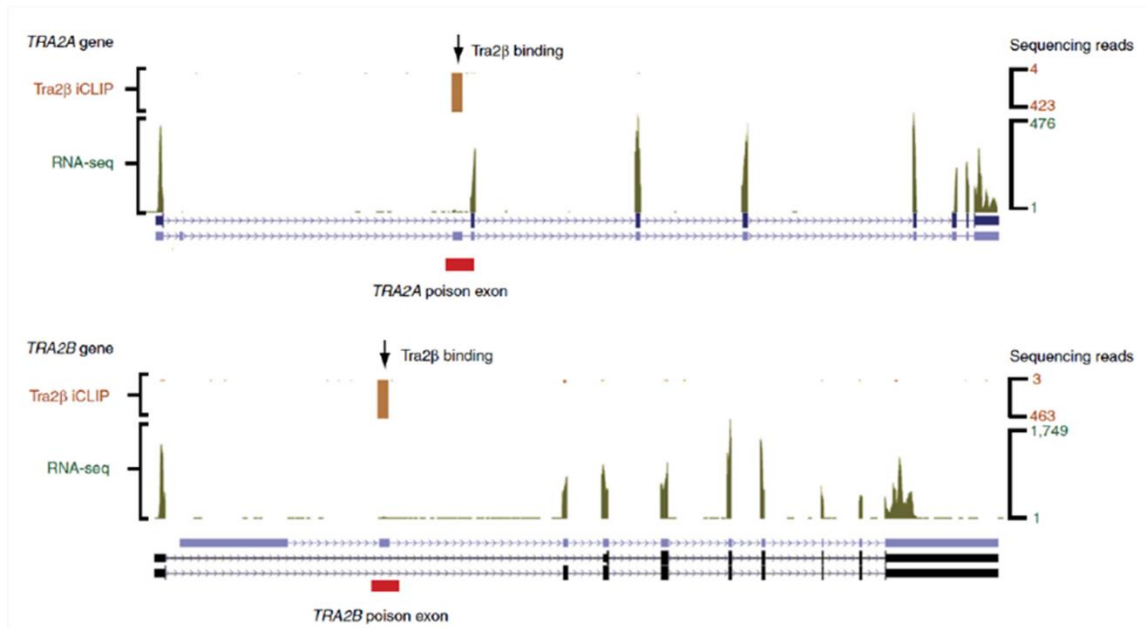 TRA2A gene
Tra2β binding
Sequencing reads
Tra2β iCLIP
4
423
RNA-seq
476
1
TRA2A poison exon
TRA2B gene
Tra2β binding
Sequencing reads
Tra2β iCLIP
3
463
RNA-seq
1,749
1
TRA2B poison exon